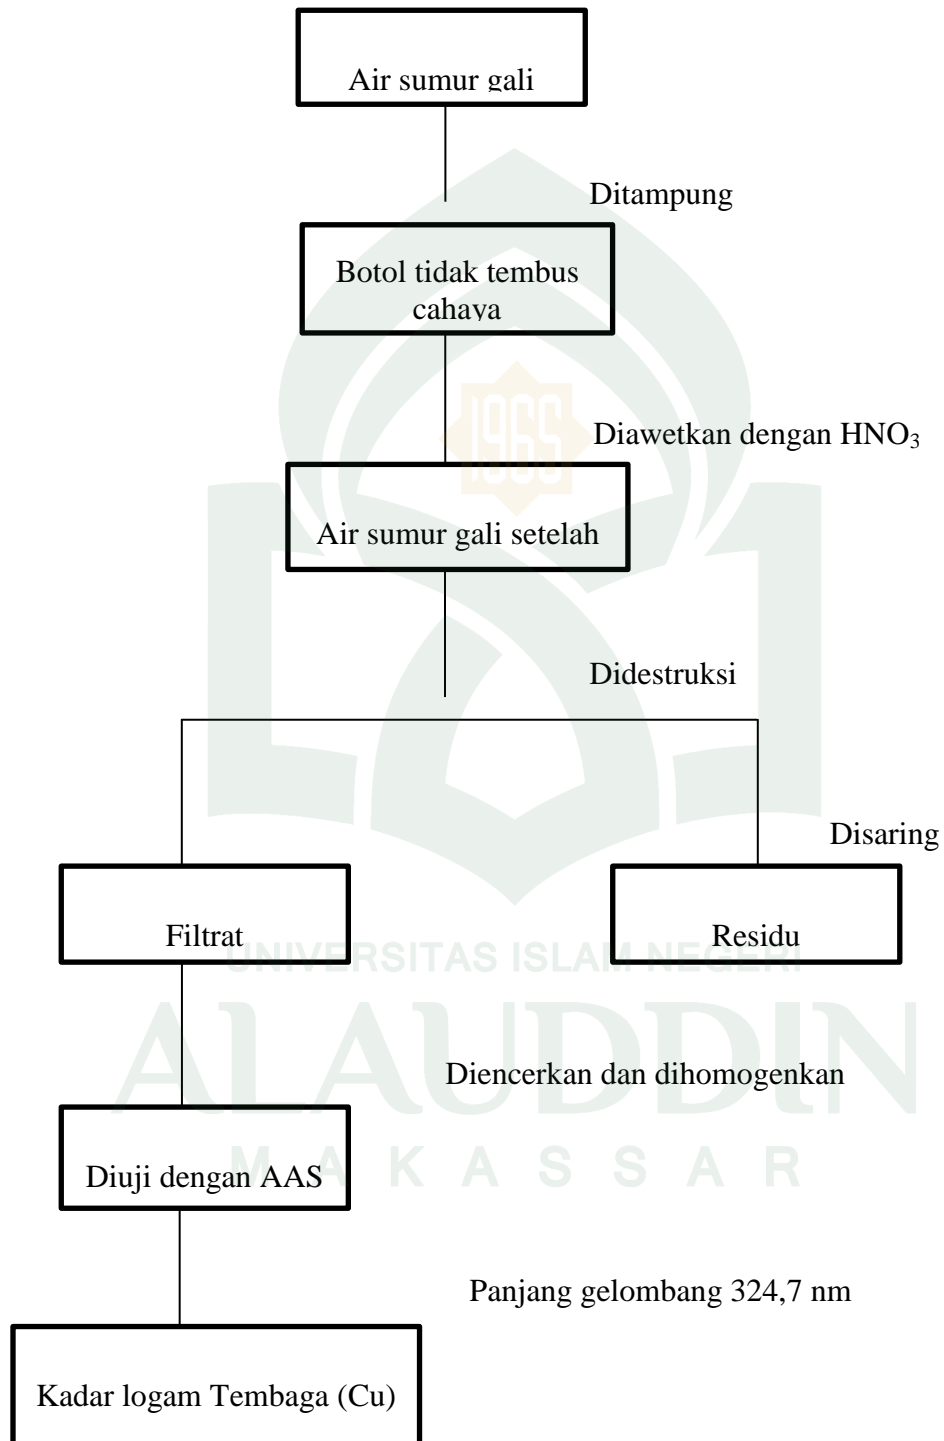 Air sumur gali
Ditampung
Botol tidak tembus
cahaya
1965
Diawetkan dengan HNO₃
Air sumur gali setelah
Didestruksi
Disaring
Filtrat
Residu
UNIVERSITAS ISLAM NEGERI
ALAUDDIN
Diencerkan dan dihomogenkan
MAKASSAR
Diuji dengan AAS
Panjang gelombang 324,7 nm
Kadar logam Tembaga (Cu)